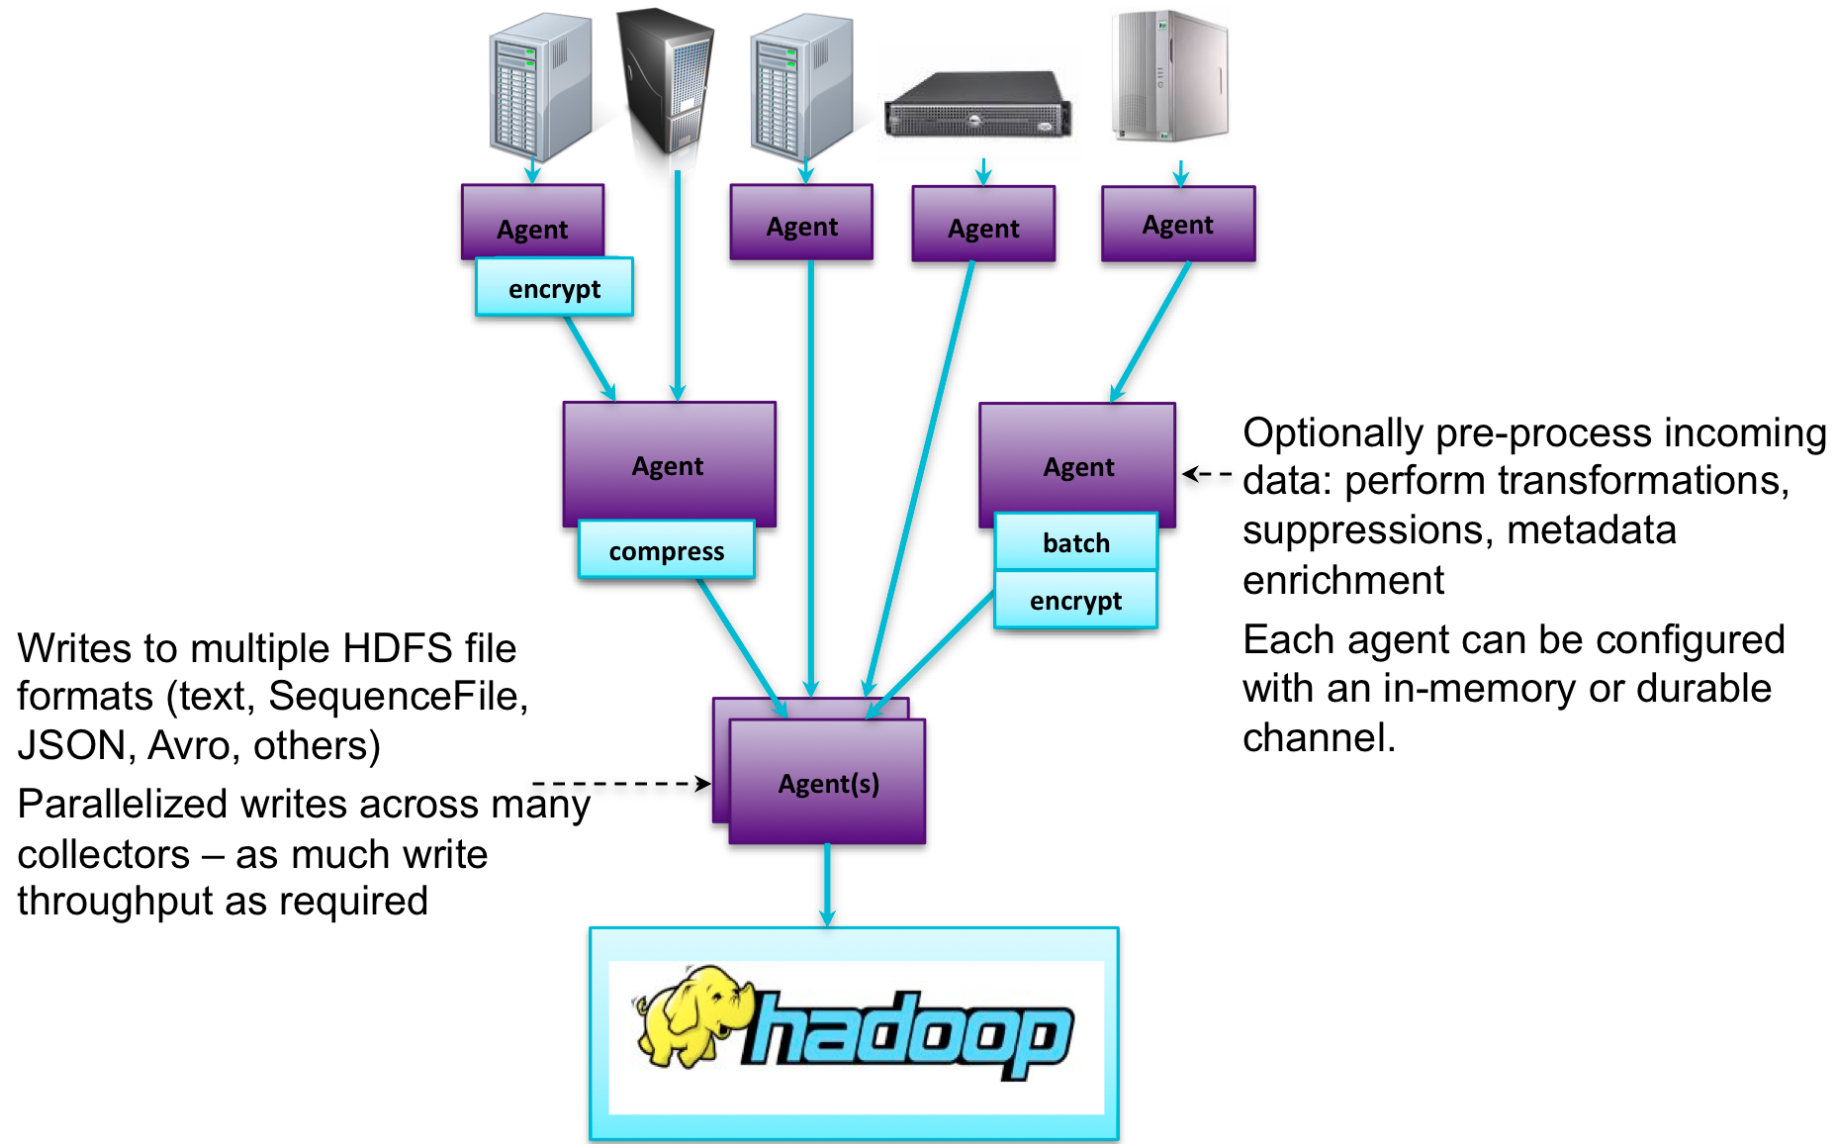 Agent
Agent
Agent
Agent
encrypt
Agent
compress
Agent
batch
encrypt
Optionally pre-process incoming
data: perform transformations,
suppressions, metadata
enrichment
Each agent can be configured
with an in-memory or durable
channel.
Writes to multiple HDFS file
formats (text, SequenceFile,
JSON, Avro, others)
Parallelized writes across many
collectors – as much write
throughput as required
Agent(s)
hadoop